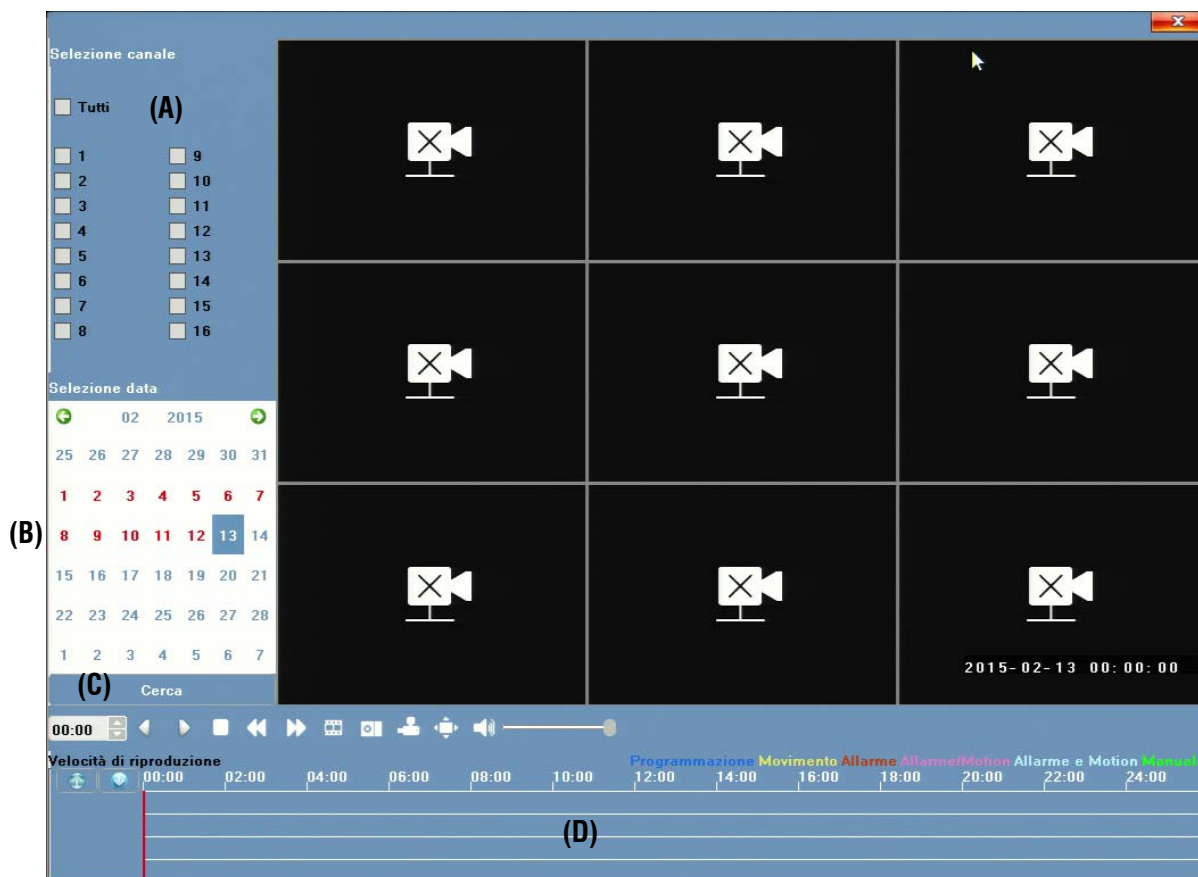 X
Selezione canale
Tutti
(A)
1 9
2 10
3 11
4 12
5 13
6 14
7 15
8 16
Selezione data
02 2015
25 26 27 28 29 30 31
1 2 3 4 5 6 7
(B)
8 9 10 11 12 13 14
15 16 17 18 19 20 21
22 23 24 25 26 27 28
1 2 3 4 5 6 7
2015-02-13 00:00:00
(C)
Cerca
00:00
Velocità di riproduzione
Programmazione Movimento Allarme Allarme/Motion Allarme e Motion Manual
00:00 02:00 04:00 06:00 08:00 10:00 12:00 14:00 16:00 18:00 20:00 22:00 24:00
(D)